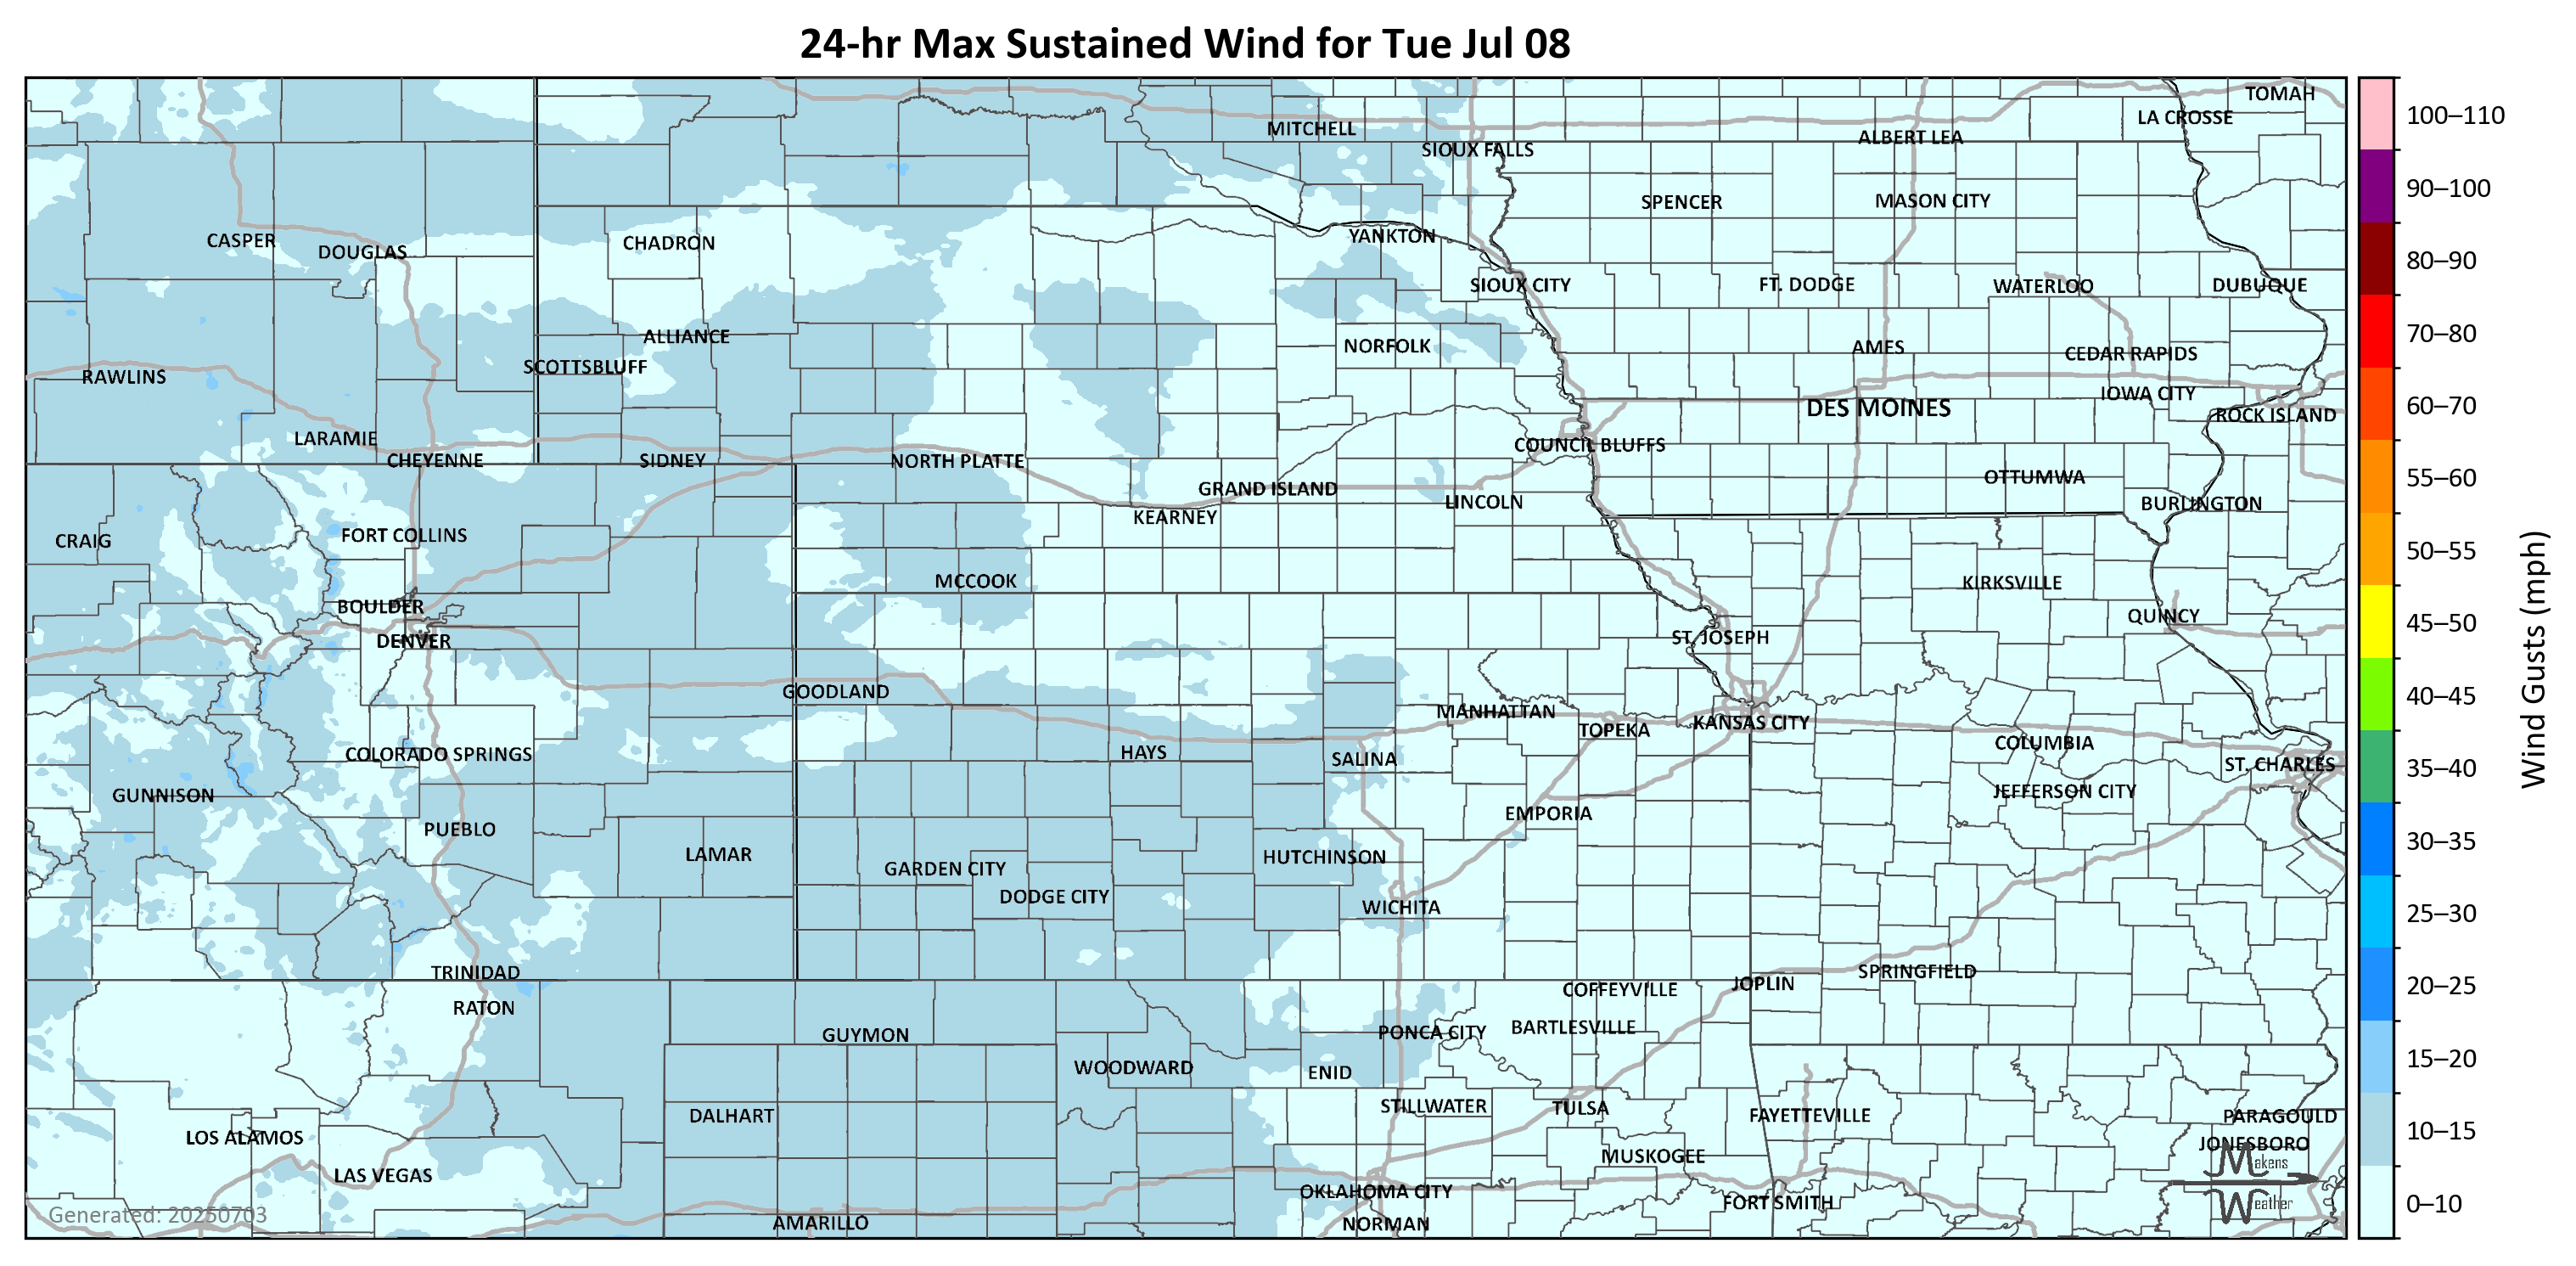 24-hr Max Sustained Wind for Tue Jul 08
TOMAH
LA CROSSE
MITCHELL
ALBERT LEA
SIOUX FALLS
SPENCER
MASON CITY
CASPER
DOUGLAS
CHADRON
YANKTON
SIOUX CITY
FT. DODGE
WATERLOO
DUBUQUE
ALLIANCE
NORFOLK
AMES
CEDAR RAPIDS
SCOTTSBLUFF
RAWLINS
IOWA CITY
DES MOINES
ROCK ISLAND
LARAMIE
COUNCIL BLUFFS
CHEYENNE
SIDNEY
NORTH PLATTE
OTTUMWA
GRAND ISLAND
LINCOLN
BURLINGTON
KEARNEY
FORT COLLINS
CRAIG
MCCOOK
KIRKSVILLE
BOULDER
QUINCY
DENVER
ST. JOSEPH
GOODLAND
MANHATTAN
TOPEKA
KANSAS CITY
COLUMBIA
COLORADO SPRINGS
HAYS
SALINA
ST. CHARLES
GUNNISON
JEFFERSON CITY
EMPORIA
PUEBLO
LAMAR
HUTCHINSON
GARDEN CITY
DODGE CITY
WICHITA
TRINIDAD
SPRINGFIELD
JOPLIN
COFFEYVILLE
RATON
GUYMON
PONCA CITY
BARTLESVILLE
WOODWARD
ENID
STILLWATER
TULSA
DALHART
FAYETTEVILLE
PARAGOULD
LOS ALAMOS
JONESBORO
MUSKOGEE
LAS VEGAS
OKLAHOMA CITY
FORT SMITH
AMARILLO
NORMAN
Generated: 20250703
Makens
Weather
100–110
90–100
80–90
70–80
60–70
55–60
50–55
45–50
40–45
35–40
30–35
25–30
20–25
15–20
10–15
0–10
Wind Gusts (mph)